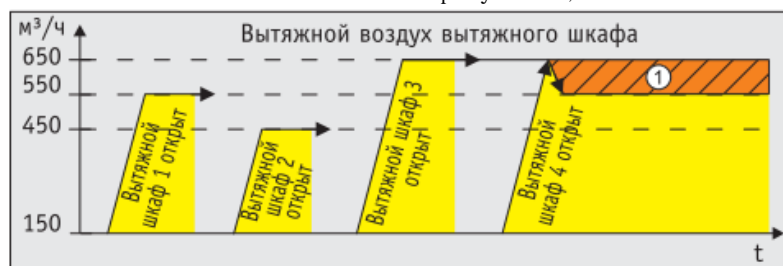 м³/ч
Вытяжной воздух вытяжного шкафа
650
550
450
150
Вытяжной
шкаф 1 открыт
Вытяжной
шкаф 2
открыт
Вытяжной шкаф 3
открыт
Вытяжной
шкаф 4 открыт
1
t